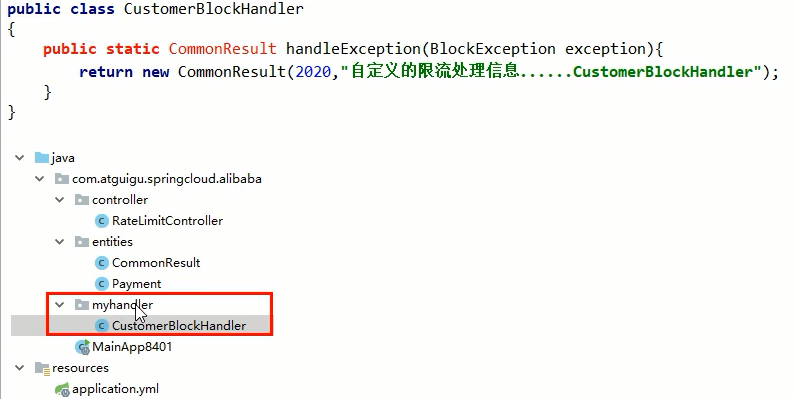 public class CustomerBlockHandler
{
public static CommonResult handleException(BlockException exception){
return new CommonResult(2020,"自定义的限流处理信息......CustomerBlockHandler");
}
}
java
com.atguigu.springcloud.alibaba
controller
RateLimitController
entities
CommonResult
Payment
myhandler
CustomerBlockHandler
MainApp8401
resources
application.yml